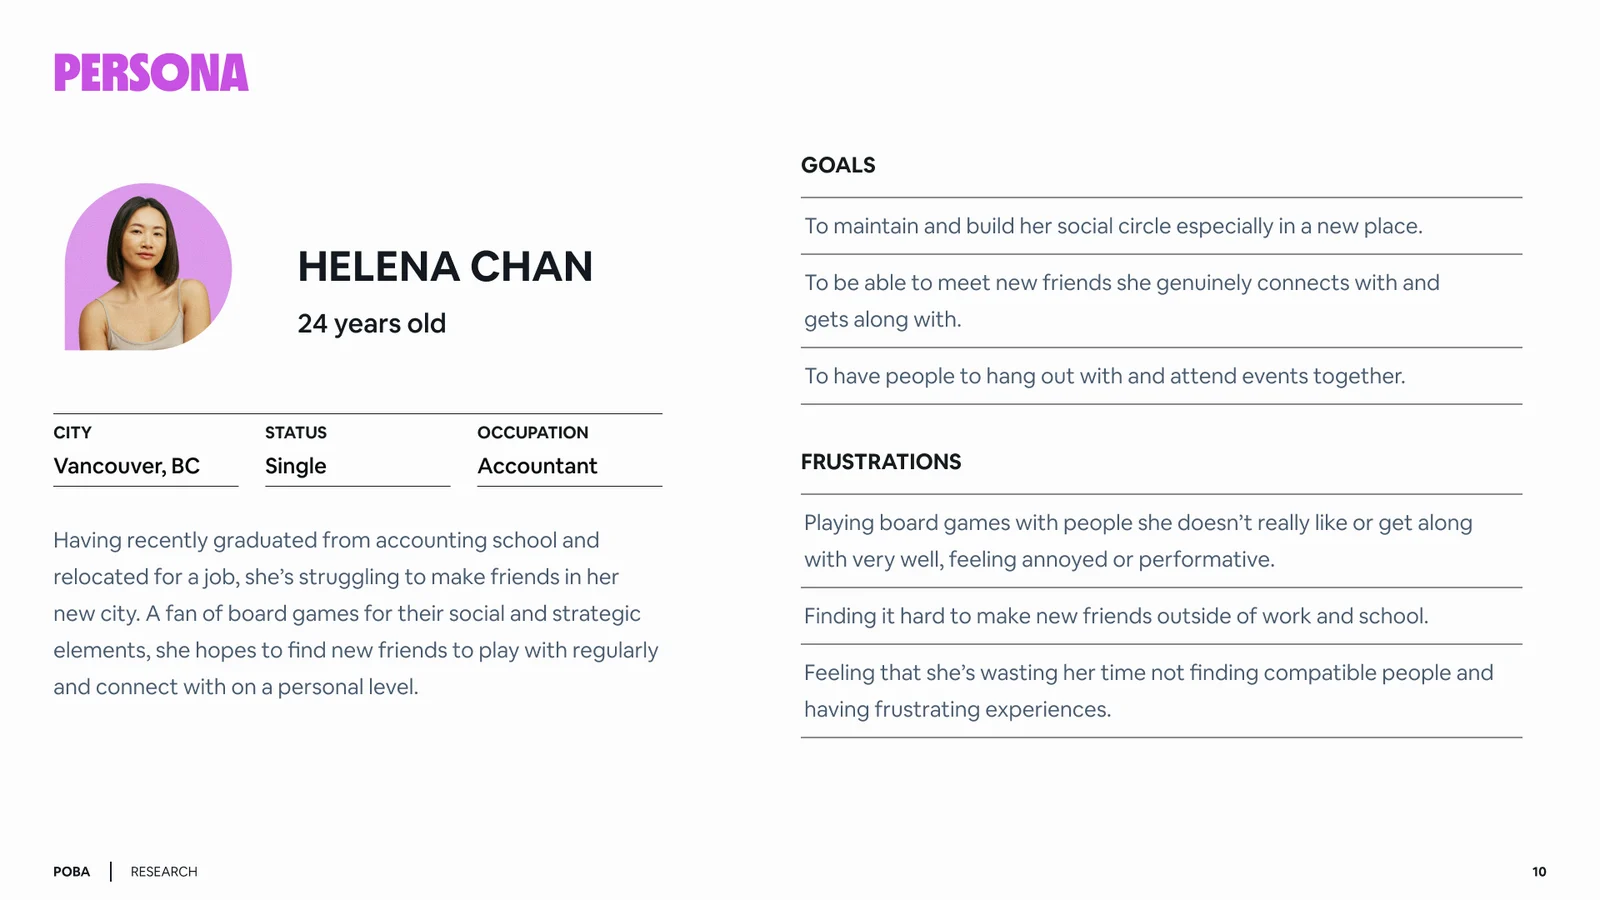 PERSONA
HELENA CHAN
24 years old
CITY
Vancouver, BC
STATUS
Single
OCCUPATION
Accountant
Having recently graduated from accounting school and
relocated for a job, she’s struggling to make friends in her
new city. A fan of board games for their social and strategic
elements, she hopes to find new friends to play with regularly
and connect with on a personal level.
GOALS
To maintain and build her social circle especially in a new place.
To be able to meet new friends she genuinely connects with and
gets along with.
To have people to hang out with and attend events together.
FRUSTRATIONS
Playing board games with people she doesn’t really like or get along
with very well, feeling annoyed or performative.
Finding it hard to make new friends outside of work and school.
Feeling that she’s wasting her time not finding compatible people and
having frustrating experiences.
POBA | RESEARCH
10